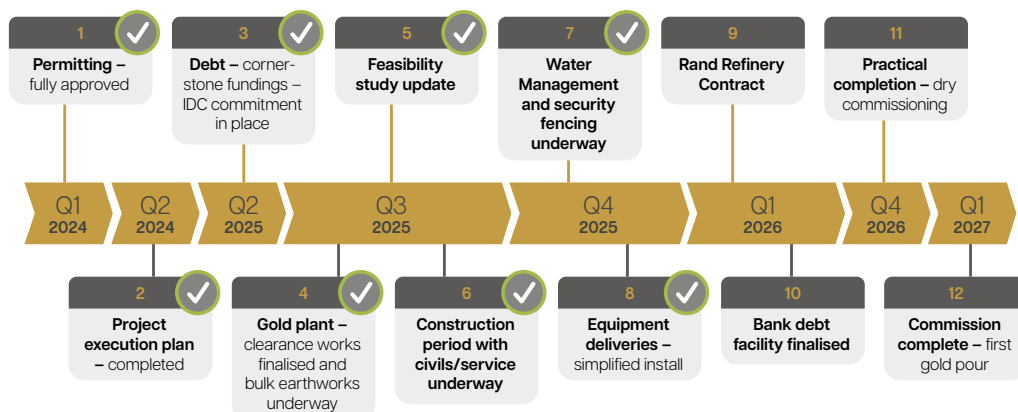 1
Permitting –
fully approved
3
Debt – corner-
stone fundings –
IDC commitment
in place
5
Feasibility
study update
7
Water
Management
and security
fencing
underway
9
Rand Refinery
Contract
11
Practical
completion – dry
commissioning
Q1
2024
Q2
2024
Q2
2025
Q3
2025
Q4
2025
Q1
2026
Q4
2026
Q1
2027
2
Project
execution plan
– completed
4
Gold plant –
clearance works
finalised and
bulk earthworks
underway
6
Construction
period with
civils/service
underway
8
Equipment
deliveries –
simplified install
10
Bank debt
facility finalised
12
Commission
complete – first
gold pour